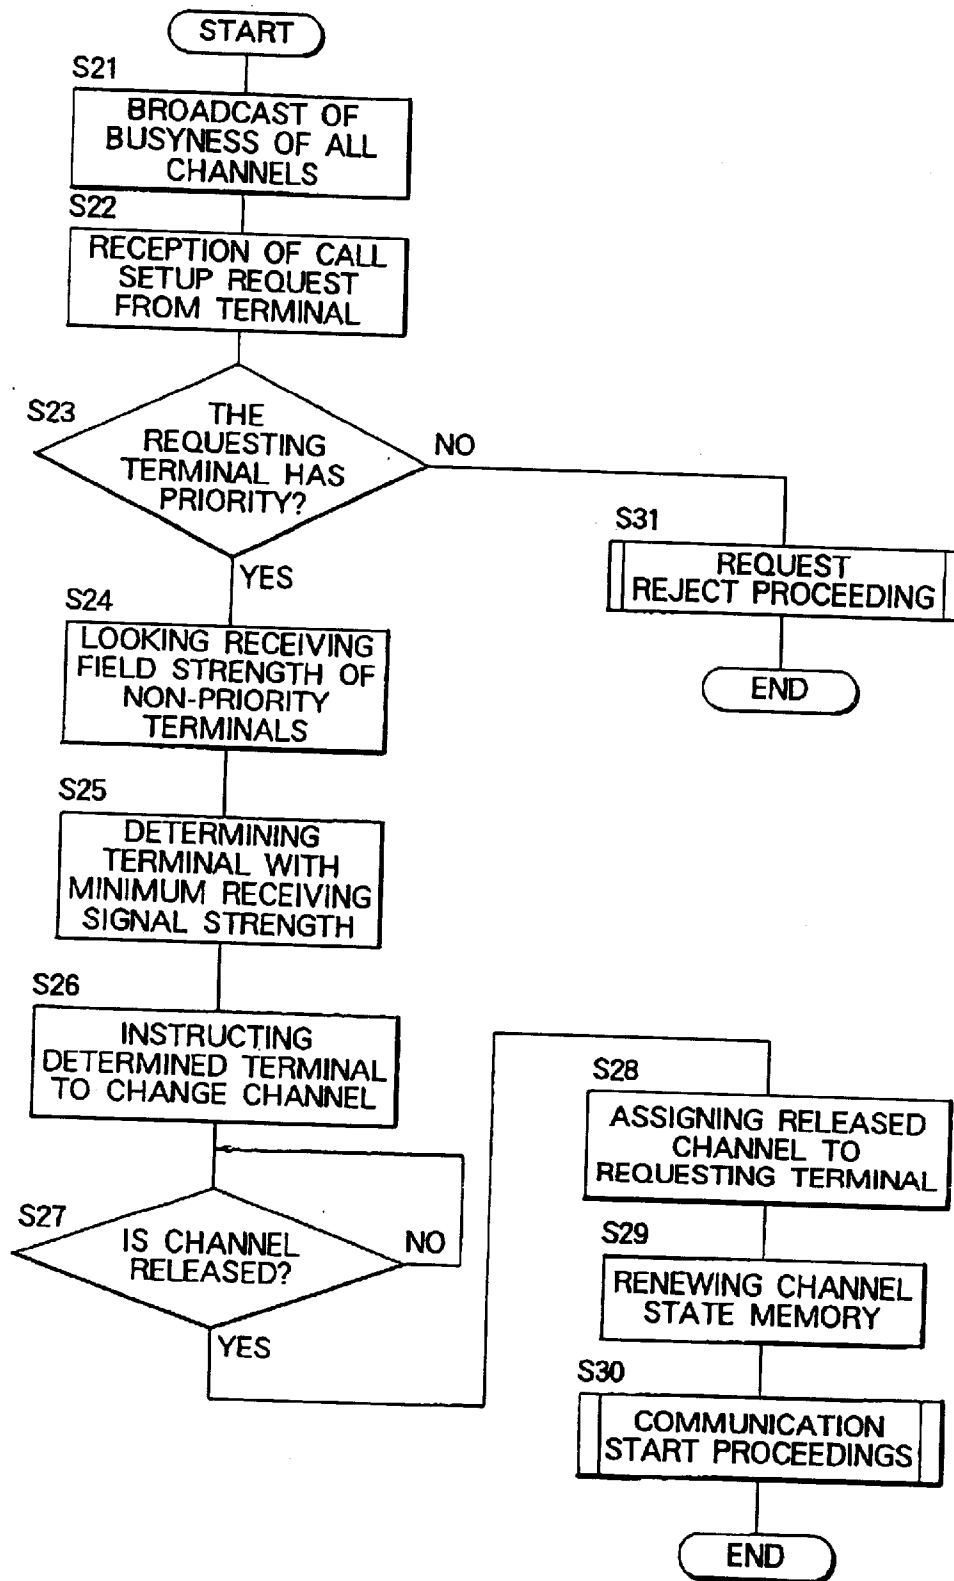 START
S21
BROADCAST OF
BUSYNESS OF ALL
CHANNELS
S22
RECEPTION OF CALL
SETUP REQUEST
FROM TERMINAL
S23
THE
REQUESTING
TERMINAL HAS
PRIORITY?
NO
YES
S31
REQUEST
REJECT PROCEEDING
END
S24
LOOKING RECEIVING
FIELD STRENGTH OF
NON-PRIORITY
TERMINALS
S25
DETERMINING
TERMINAL WITH
MINIMUM RECEIVING
SIGNAL STRENGTH
S26
INSTRUCTING
DETERMINED TERMINAL
TO CHANGE CHANNEL
S27
IS CHANNEL
RELEASED?
NO
YES
S28
ASSIGNING RELEASED
CHANNEL TO
REQUESTING TERMINAL
S29
RENEWING CHANNEL
STATE MEMORY
S30
COMMUNICATION
START PROCEEDINGS
END